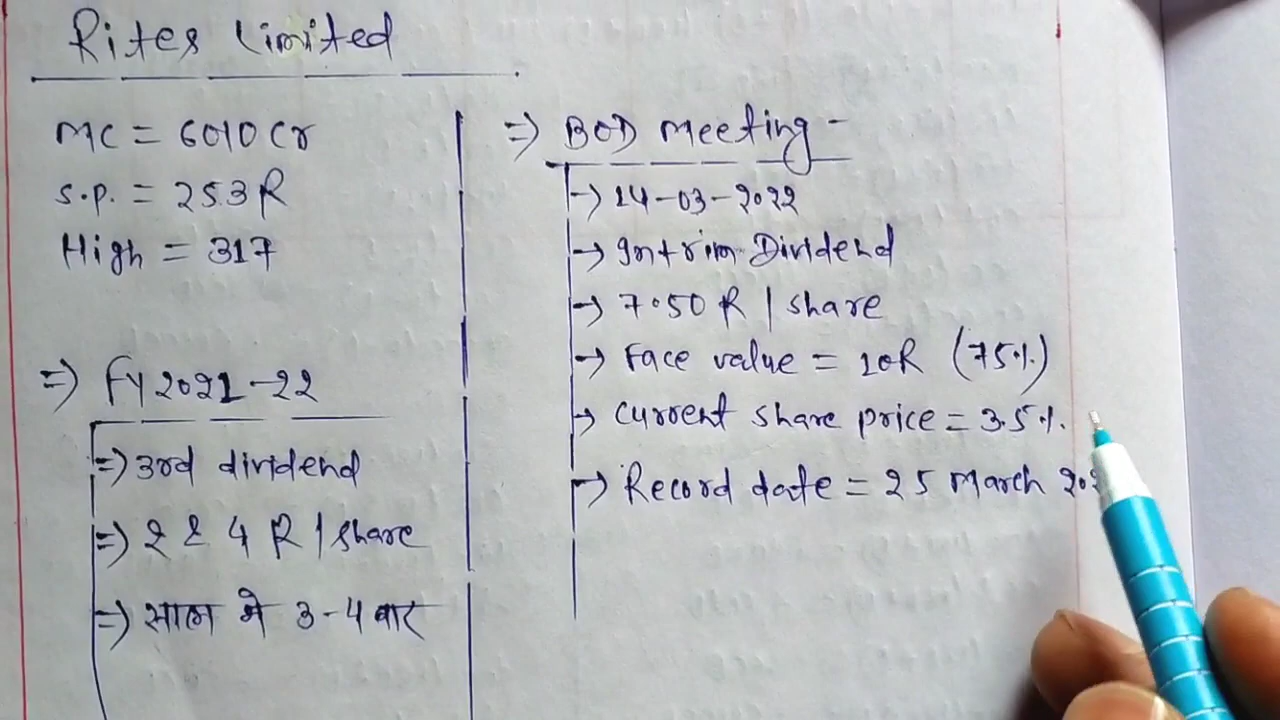 Rites Limited
MC = 6010 Cr
S.P. = 253 R
High = 317
=> FY 2021-22
=> 3rd dividend
=> 2 & 4 R / share
=> साल मे 3-4 बार
=> BOD Meeting -
-> 14-03-2022
-> Intrim Dividend
-> 7.50 R / share
-> Face value = 10R (75%)
-> Current share price = 3.5%.
-> Record date = 25 March